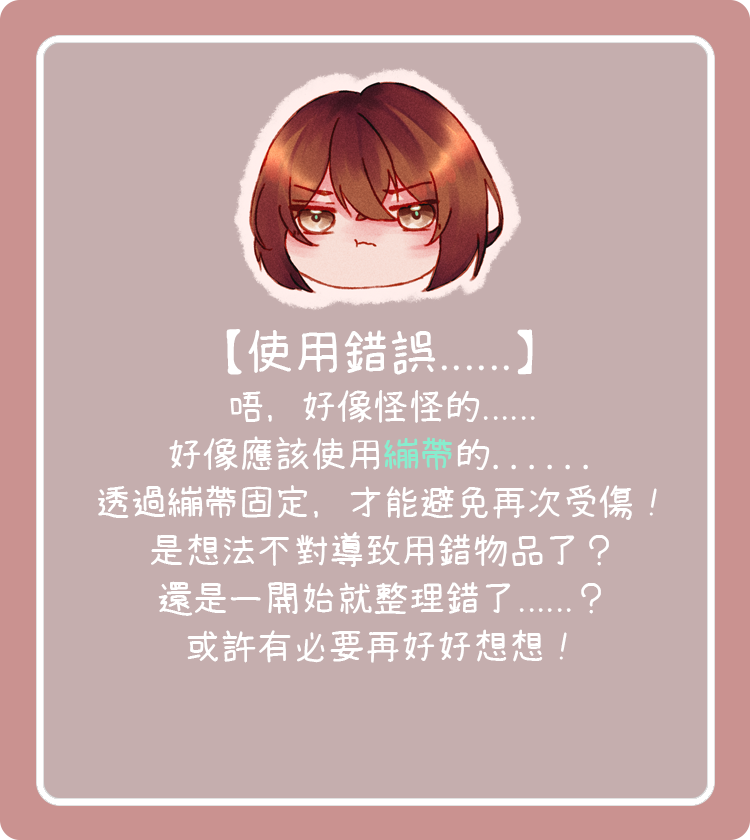 【使用錯誤......】
唔，好像怪怪的......
好像應該使用繃帶的......
透過繃帶固定，才能避免再次受傷！
是想法不對導致用錯物品了？
還是一開始就整理錯了......？
或許有必要再好好想想！